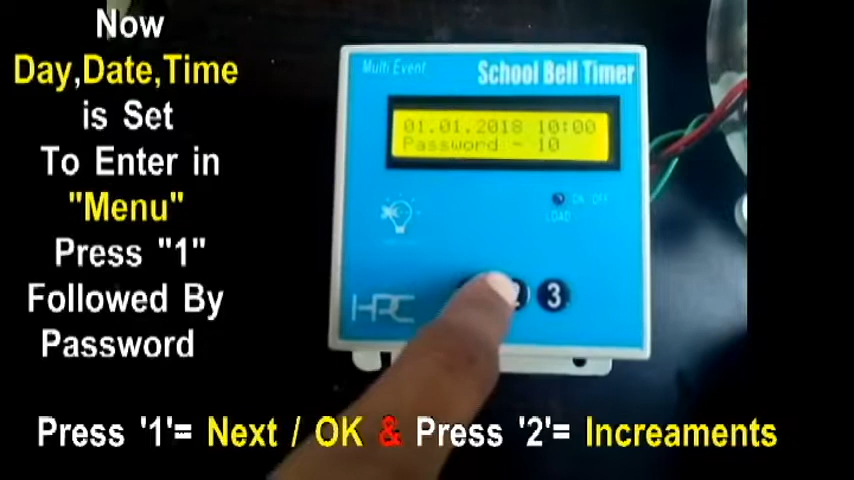 Now
Day,Date,Time
is Set
To Enter in
"Menu"
Press "1"
Followed By
Password
Multi Event
School Bell Timer
01.01.2018 10:00
Password ~ 10
ON OFF
LOAD
HPC
3
Press '1'= Next / OK & Press '2'= Increaments